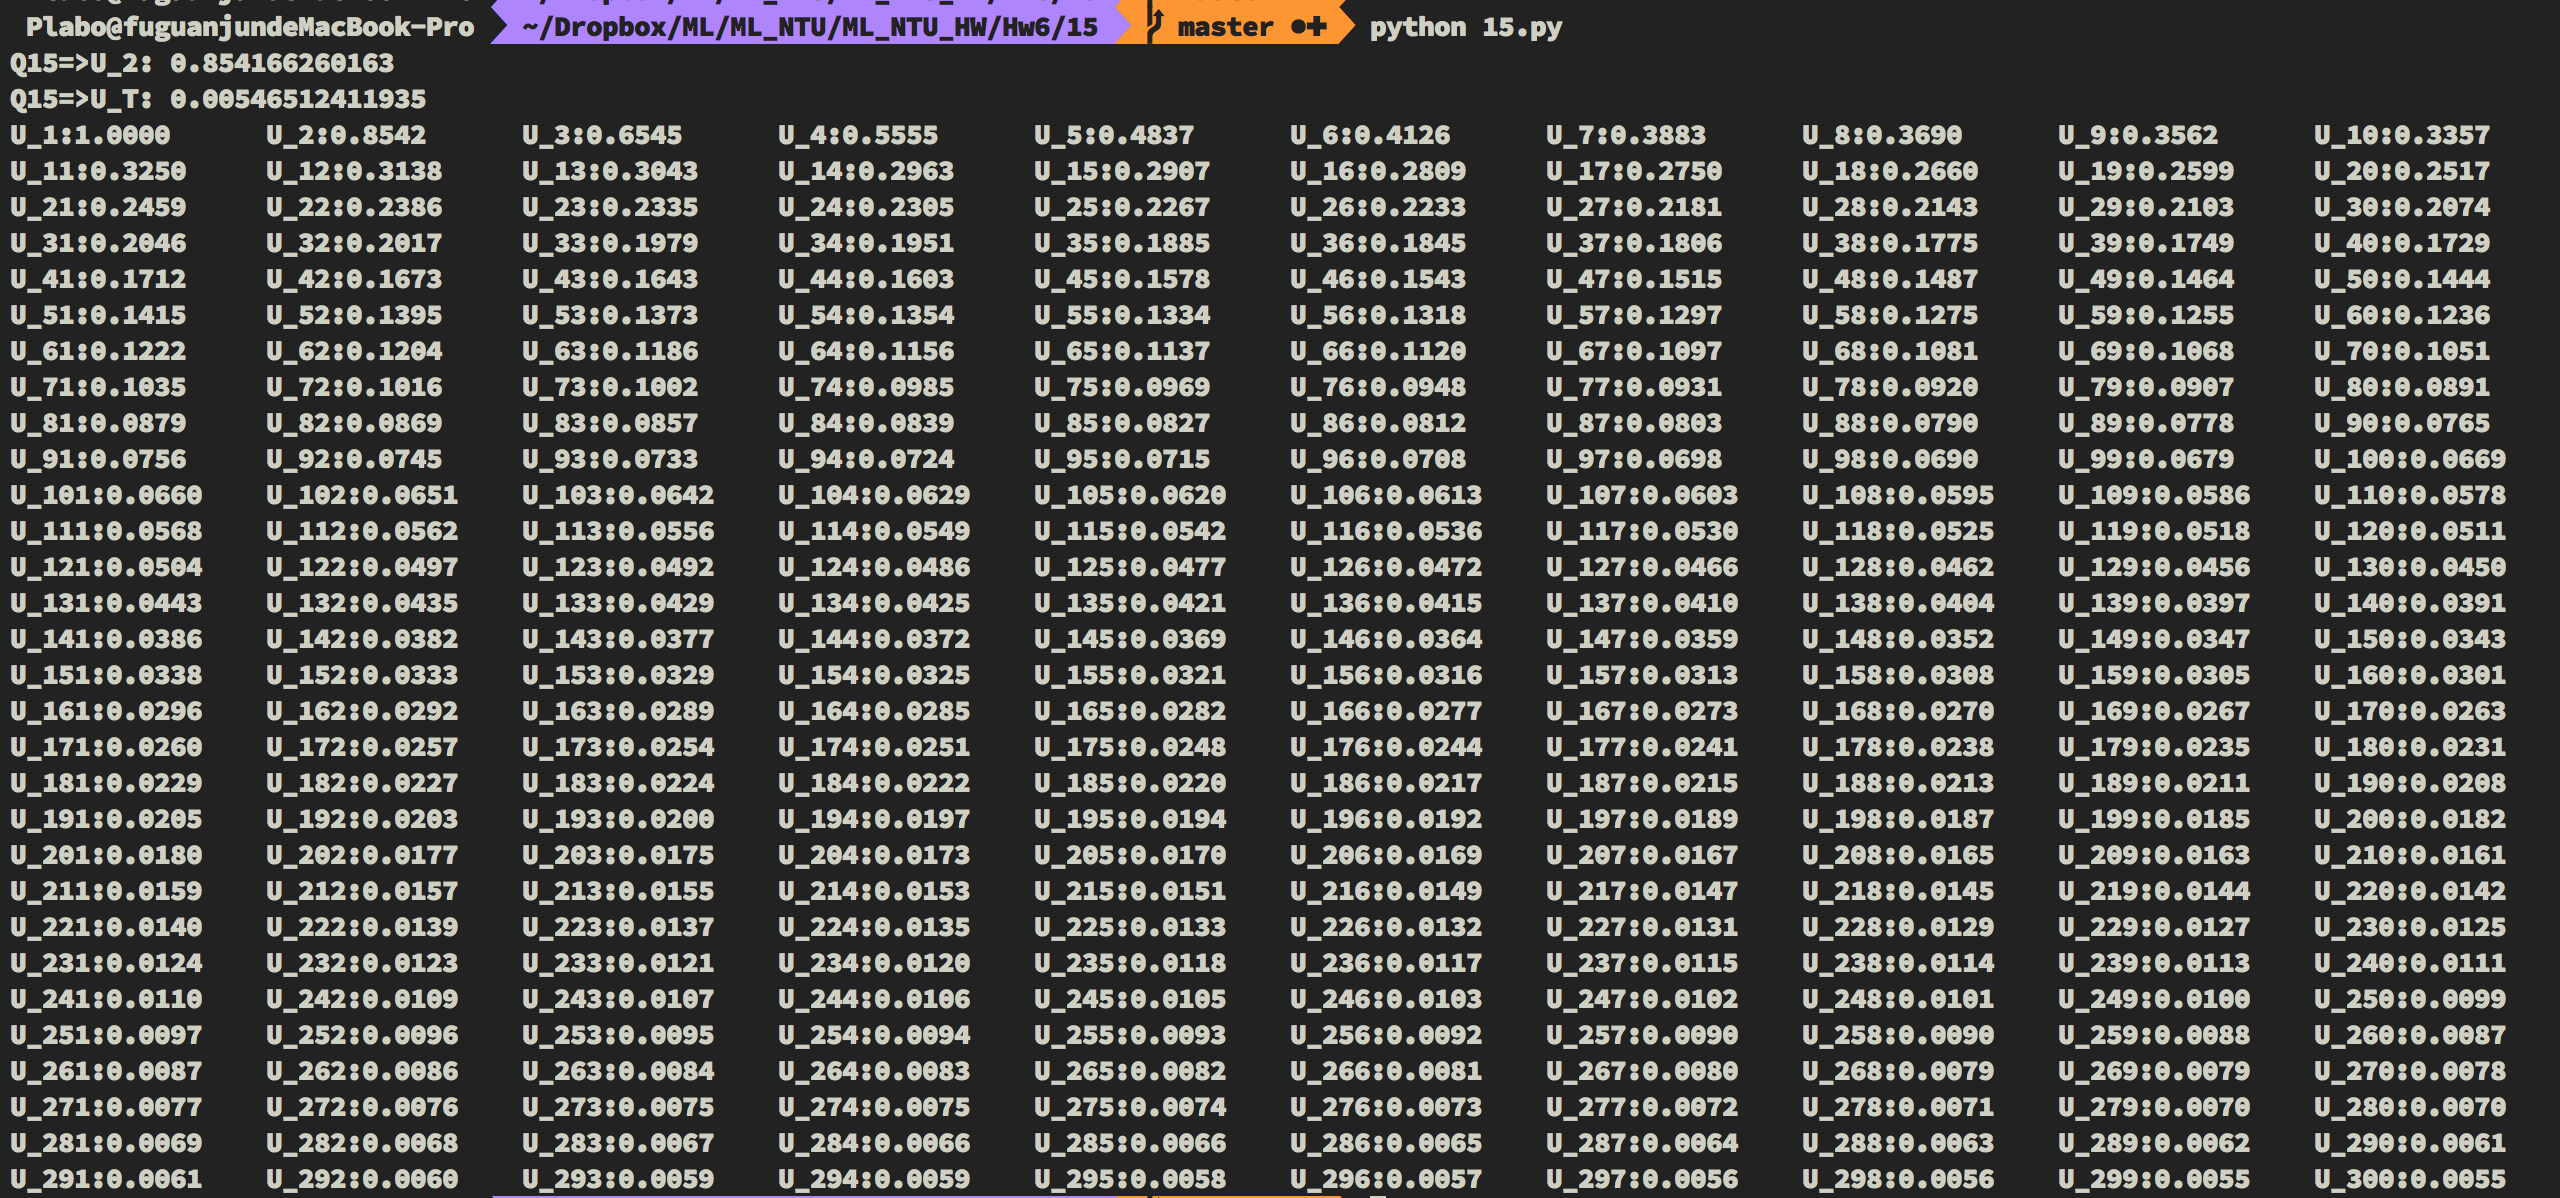 Plabo@fuguanjundeMacBook-Pro ~/Dropbox/ML/ML_NTU/ML_NTU_HW/Hw6/15 master ●✚ python 15.py
Q15=>U_2: 0.854166260163
Q15=>U_T: 0.00546512411935
U_1:1.0000 U_2:0.8542 U_3:0.6545 U_4:0.5555 U_5:0.4837 U_6:0.4126 U_7:0.3883 U_8:0.3690 U_9:0.3562 U_10:0.3357
U_11:0.3250 U_12:0.3138 U_13:0.3043 U_14:0.2963 U_15:0.2907 U_16:0.2809 U_17:0.2750 U_18:0.2660 U_19:0.2599 U_20:0.2517
U_21:0.2459 U_22:0.2386 U_23:0.2335 U_24:0.2305 U_25:0.2267 U_26:0.2233 U_27:0.2181 U_28:0.2143 U_29:0.2103 U_30:0.2074
U_31:0.2046 U_32:0.2017 U_33:0.1979 U_34:0.1951 U_35:0.1885 U_36:0.1845 U_37:0.1806 U_38:0.1775 U_39:0.1749 U_40:0.1729
U_41:0.1712 U_42:0.1673 U_43:0.1643 U_44:0.1603 U_45:0.1578 U_46:0.1543 U_47:0.1515 U_48:0.1487 U_49:0.1464 U_50:0.1444
U_51:0.1415 U_52:0.1395 U_53:0.1373 U_54:0.1354 U_55:0.1334 U_56:0.1318 U_57:0.1297 U_58:0.1275 U_59:0.1255 U_60:0.1236
U_61:0.1222 U_62:0.1204 U_63:0.1186 U_64:0.1156 U_65:0.1137 U_66:0.1120 U_67:0.1097 U_68:0.1081 U_69:0.1068 U_70:0.1051
U_71:0.1035 U_72:0.1016 U_73:0.1002 U_74:0.0985 U_75:0.0969 U_76:0.0948 U_77:0.0931 U_78:0.0920 U_79:0.0907 U_80:0.0891
U_81:0.0879 U_82:0.0869 U_83:0.0857 U_84:0.0839 U_85:0.0827 U_86:0.0812 U_87:0.0803 U_88:0.0790 U_89:0.0778 U_90:0.0765
U_91:0.0756 U_92:0.0745 U_93:0.0733 U_94:0.0724 U_95:0.0715 U_96:0.0708 U_97:0.0698 U_98:0.0690 U_99:0.0679 U_100:0.0669
U_101:0.0660 U_102:0.0651 U_103:0.0642 U_104:0.0629 U_105:0.0620 U_106:0.0613 U_107:0.0603 U_108:0.0595 U_109:0.0586 U_110:0.0578
U_111:0.0568 U_112:0.0562 U_113:0.0556 U_114:0.0549 U_115:0.0542 U_116:0.0536 U_117:0.0530 U_118:0.0525 U_119:0.0518 U_120:0.0511
U_121:0.0504 U_122:0.0497 U_123:0.0492 U_124:0.0486 U_125:0.0477 U_126:0.0472 U_127:0.0466 U_128:0.0462 U_129:0.0456 U_130:0.0450
U_131:0.0443 U_132:0.0435 U_133:0.0429 U_134:0.0425 U_135:0.0421 U_136:0.0415 U_137:0.0410 U_138:0.0404 U_139:0.0397 U_140:0.0391
U_141:0.0386 U_142:0.0382 U_143:0.0377 U_144:0.0372 U_145:0.0369 U_146:0.0364 U_147:0.0359 U_148:0.0352 U_149:0.0347 U_150:0.0343
U_151:0.0338 U_152:0.0333 U_153:0.0329 U_154:0.0325 U_155:0.0321 U_156:0.0316 U_157:0.0313 U_158:0.0308 U_159:0.0305 U_160:0.0301
U_161:0.0296 U_162:0.0292 U_163:0.0289 U_164:0.0285 U_165:0.0282 U_166:0.0277 U_167:0.0273 U_168:0.0270 U_169:0.0267 U_170:0.0263
U_171:0.0260 U_172:0.0257 U_173:0.0254 U_174:0.0251 U_175:0.0248 U_176:0.0244 U_177:0.0241 U_178:0.0238 U_179:0.0235 U_180:0.0231
U_181:0.0229 U_182:0.0227 U_183:0.0224 U_184:0.0222 U_185:0.0220 U_186:0.0217 U_187:0.0215 U_188:0.0213 U_189:0.0211 U_190:0.0208
U_191:0.0205 U_192:0.0203 U_193:0.0200 U_194:0.0197 U_195:0.0194 U_196:0.0192 U_197:0.0189 U_198:0.0187 U_199:0.0185 U_200:0.0182
U_201:0.0180 U_202:0.0177 U_203:0.0175 U_204:0.0173 U_205:0.0170 U_206:0.0169 U_207:0.0167 U_208:0.0165 U_209:0.0163 U_210:0.0161
U_211:0.0159 U_212:0.0157 U_213:0.0155 U_214:0.0153 U_215:0.0151 U_216:0.0149 U_217:0.0147 U_218:0.0145 U_219:0.0144 U_220:0.0142
U_221:0.0140 U_222:0.0139 U_223:0.0137 U_224:0.0135 U_225:0.0133 U_226:0.0132 U_227:0.0131 U_228:0.0129 U_229:0.0127 U_230:0.0125
U_231:0.0124 U_232:0.0123 U_233:0.0121 U_234:0.0120 U_235:0.0118 U_236:0.0117 U_237:0.0115 U_238:0.0114 U_239:0.0113 U_240:0.0111
U_241:0.0110 U_242:0.0109 U_243:0.0107 U_244:0.0106 U_245:0.0105 U_246:0.0103 U_247:0.0102 U_248:0.0101 U_249:0.0100 U_250:0.0099
U_251:0.0097 U_252:0.0096 U_253:0.0095 U_254:0.0094 U_255:0.0093 U_256:0.0092 U_257:0.0090 U_258:0.0090 U_259:0.0088 U_260:0.0087
U_261:0.0087 U_262:0.0086 U_263:0.0084 U_264:0.0083 U_265:0.0082 U_266:0.0081 U_267:0.0080 U_268:0.0079 U_269:0.0079 U_270:0.0078
U_271:0.0077 U_272:0.0076 U_273:0.0075 U_274:0.0075 U_275:0.0074 U_276:0.0073 U_277:0.0072 U_278:0.0071 U_279:0.0070 U_280:0.0070
U_281:0.0069 U_282:0.0068 U_283:0.0067 U_284:0.0066 U_285:0.0066 U_286:0.0065 U_287:0.0064 U_288:0.0063 U_289:0.0062 U_290:0.0061
U_291:0.0061 U_292:0.0060 U_293:0.0059 U_294:0.0059 U_295:0.0058 U_296:0.0057 U_297:0.0056 U_298:0.0056 U_299:0.0055 U_300:0.0055